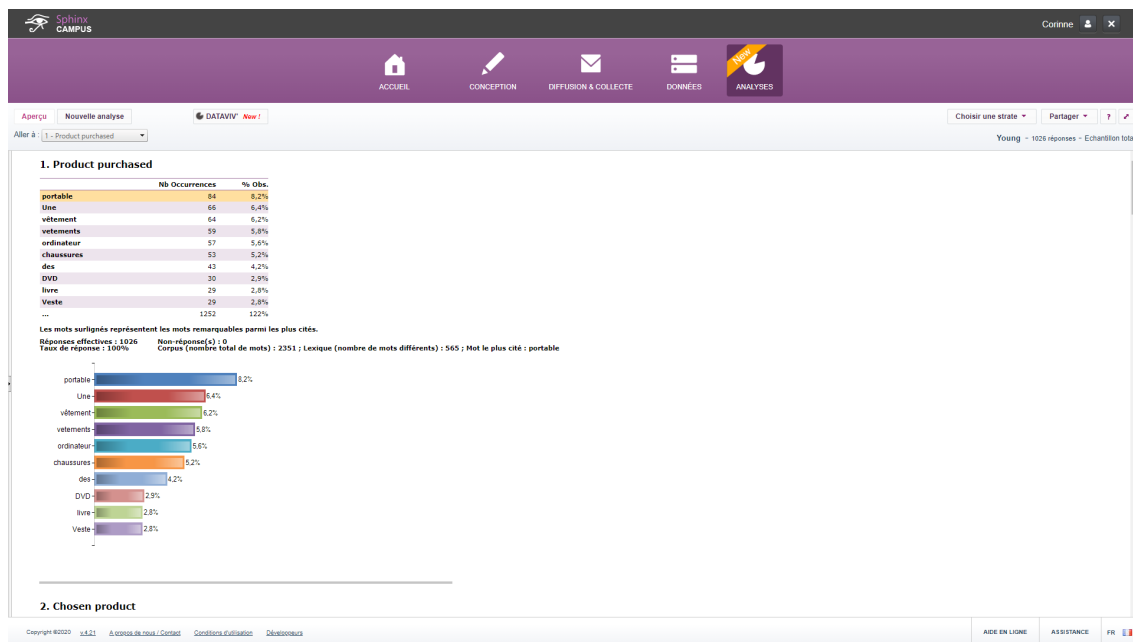 Sphinx
CAMPUS
Corinne
ACCUEIL CONCEPTION DIFFUSION & COLLECTE DONNÉES New ANALYSES
Aperçu Nouvelle analyse DATAVIV' New ! Choisir une strate Partager ?
Aller à : 1 - Product purchased
Young - 1026 réponses - Echantillon tota
1. Product purchased
Nb Occurrences % Obs.
portable 84 8,2%
Une 66 6,4%
vêtement 64 6,2%
vetements 59 5,8%
ordinateur 57 5,6%
chaussures 53 5,2%
des 43 4,2%
DVD 30 2,9%
livre 29 2,8%
Veste 29 2,8%
... 1252 122%
Les mots surlignés représentent les mots remarquables parmi les plus cités.
Réponses effectives : 1026 Non-réponse(s) : 0
Taux de réponse : 100% Corpus (nombre total de mots) : 2351 ; Lexique (nombre de mots différents) : 565 ; Mot le plus cité : portable
portable 8,2%
Une 6,4%
vêtement 6,2%
vetements 5,8%
ordinateur 5,6%
chaussures 5,2%
des 4,2%
DVD 2,9%
livre 2,8%
Veste 2,8%
2. Chosen product
Copyright ©2020 v.4.21 A propos de nous / Contact Conditions d'utilisation Développeurs AIDE EN LIGNE ASSISTANCE FR